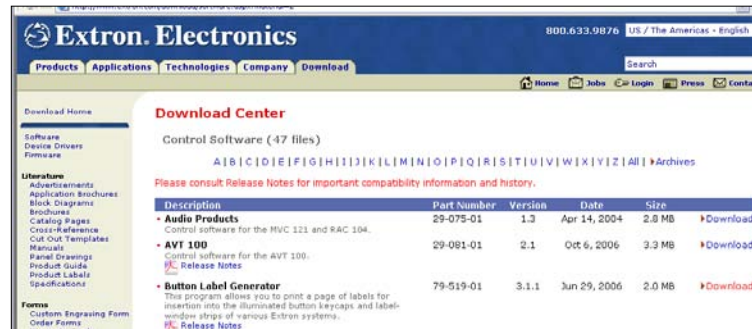 Extron. Electronics
800.633.9876 US / The Americas - English
Products Applications Technologies Company Download
Search
Home Jobs Login Press
Download Home
Software
Device Drivers
Firmware
Literature
Advertisements
Application Brochures
Block Diagrams
Brochures
Catalog Pages
Cross-Reference
Cut Out Templates
Manuals
Panel Drawings
Product Guide
Product Labels
Specifications
Forms
Custom Engraving Form
Order Forms
Download Center
Control Software (47 files)
A | B | C | D | E | F | G | H | I | J | K | L | M | N | O | P | Q | R | S | T | U | V | W | X | Y | Z | All | Archives
Please consult Release Notes for important compatibility information and history.
Description Part Number Version Date Size
Audio Products 29-075-01 1.3 Apr 14, 2004 2.8 MB Download
Control software for the MVC 121 and RAC 104.
AVT 100 29-081-01 2.1 Oct 6, 2006 3.3 MB Download
Control software for the AVT 100.
Release Notes
Button Label Generator 79-519-01 3.1.1 Jun 29, 2006 2.0 MB Download
This program allows you to print a page of labels for
insertion into the illuminated button keycaps and label-
window strips of various Extron systems.
Release Notes